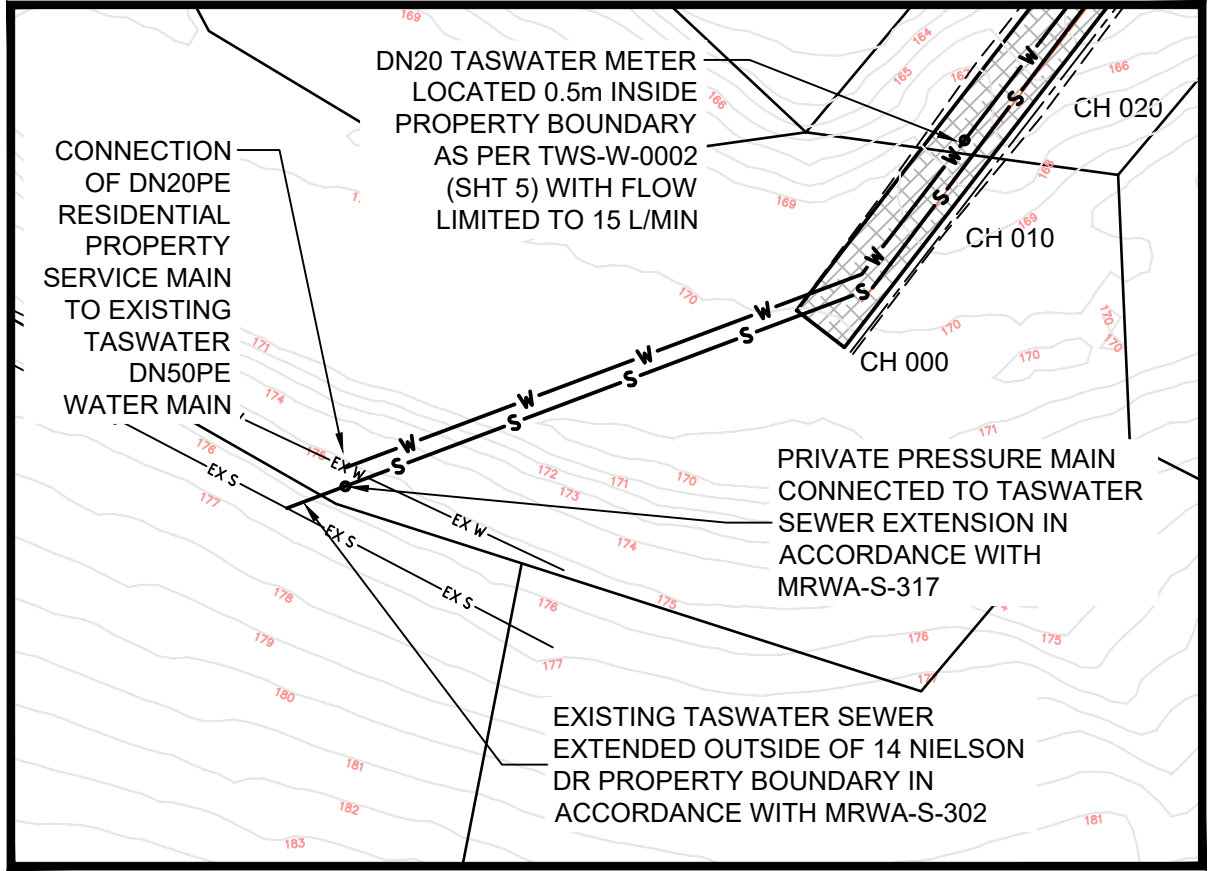 DN20 TASWATER METER
LOCATED 0.5m INSIDE
PROPERTY BOUNDARY
AS PER TWS-W-0002
(SHT 5) WITH FLOW
LIMITED TO 15 L/MIN
CONNECTION
OF DN20PE
RESIDENTIAL
PROPERTY
SERVICE MAIN
TO EXISTING
TASWATER
DN50PE
WATER MAIN
PRIVATE PRESSURE MAIN
CONNECTED TO TASWATER
SEWER EXTENSION IN
ACCORDANCE WITH
MRWA-S-317
EXISTING TASWATER SEWER
EXTENDED OUTSIDE OF 14 NIELSON
DR PROPERTY BOUNDARY IN
ACCORDANCE WITH MRWA-S-302
CH 020
CH 010
CH 000
W
W
W
W
W
W
W
S
S
S
S
S
S
S
EX W
EX W
EX S
EX S
EX S
169
164
165
166
166
168
169
169
170
170
170
170
170
171
171
174
176
177
172
173
171
170
174
175
176
175
176
177
178
179
180
181
182
183
181